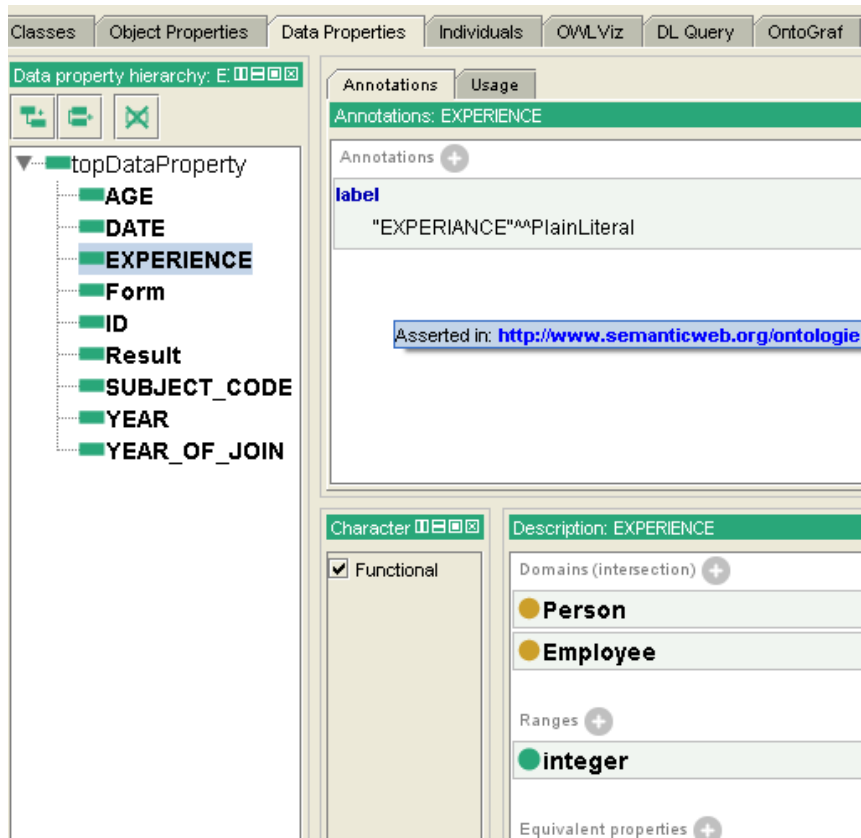 Classes Object Properties Data Properties Individuals OWLViz DL Query OntoGraf
Data property hierarchy: E:
topDataProperty
AGE
DATE
EXPERIENCE
Form
ID
Result
SUBJECT_CODE
YEAR
YEAR_OF_JOIN
Annotations Usage
Annotations: EXPERIENCE
Annotations
label
"EXPERIANCE"^^PlainLiteral
Asserted in: http://www.semanticweb.org/ontologie
Character
Functional
Description: EXPERIENCE
Domains (intersection)
Person
Employee
Ranges
integer
Equivalent properties